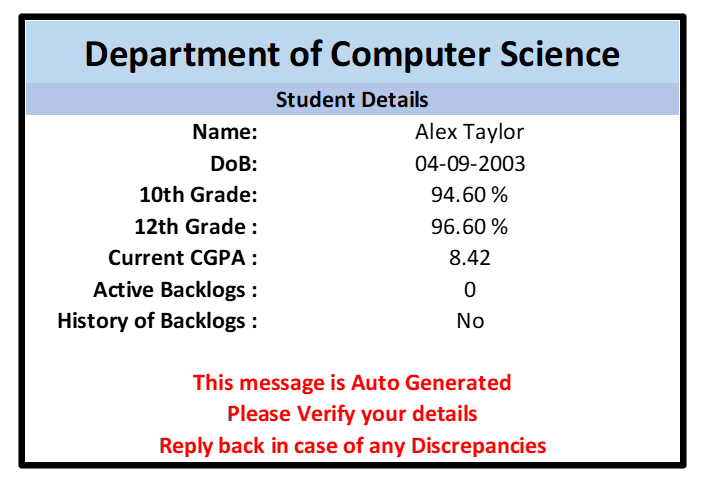 Department of Computer Science
Student Details
Name: Alex Taylor
DoB: 04-09-2003
10th Grade: 94.60 %
12th Grade : 96.60 %
Current CGPA : 8.42
Active Backlogs : 0
History of Backlogs : No
This message is Auto Generated
Please Verify your details
Reply back in case of any Discrepancies